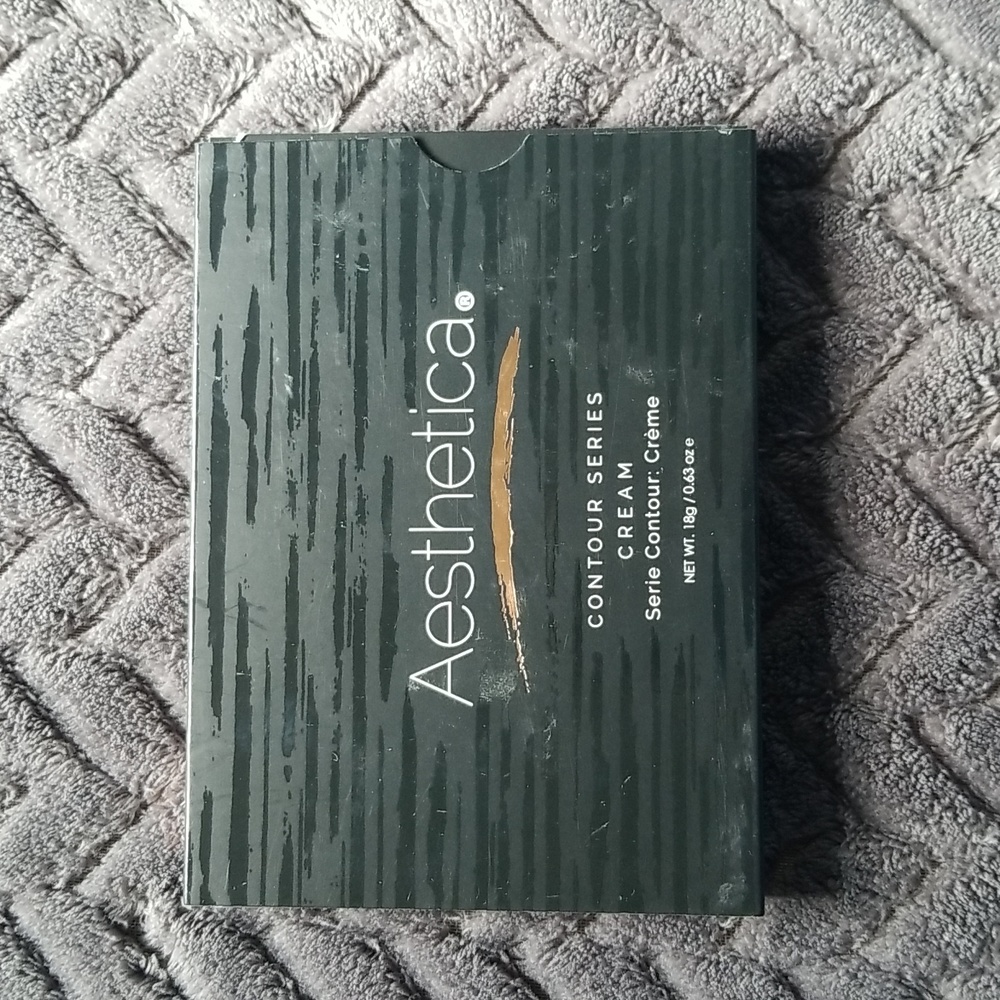 Aesthetica®
CONTOUR SERIES
CREAM
Serie Contour: Crème
NET WT. 18g / 0.63 oz e